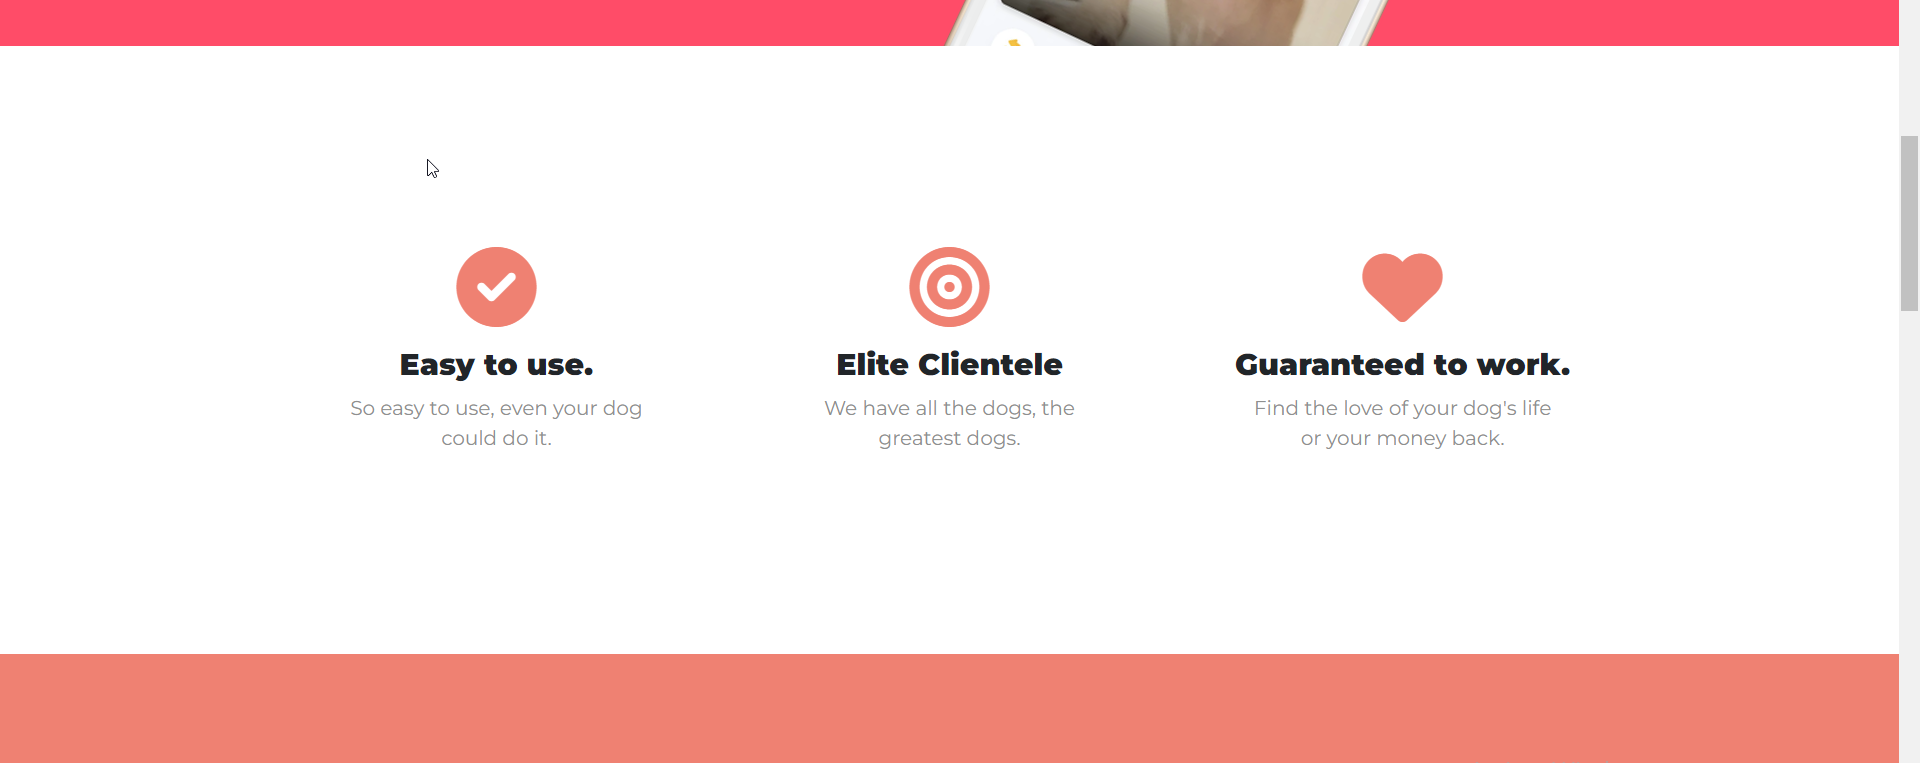 Easy to use.
So easy to use, even your dog
could do it.
Elite Clientele
We have all the dogs, the
greatest dogs.
Guaranteed to work.
Find the love of your dog's life
or your money back.